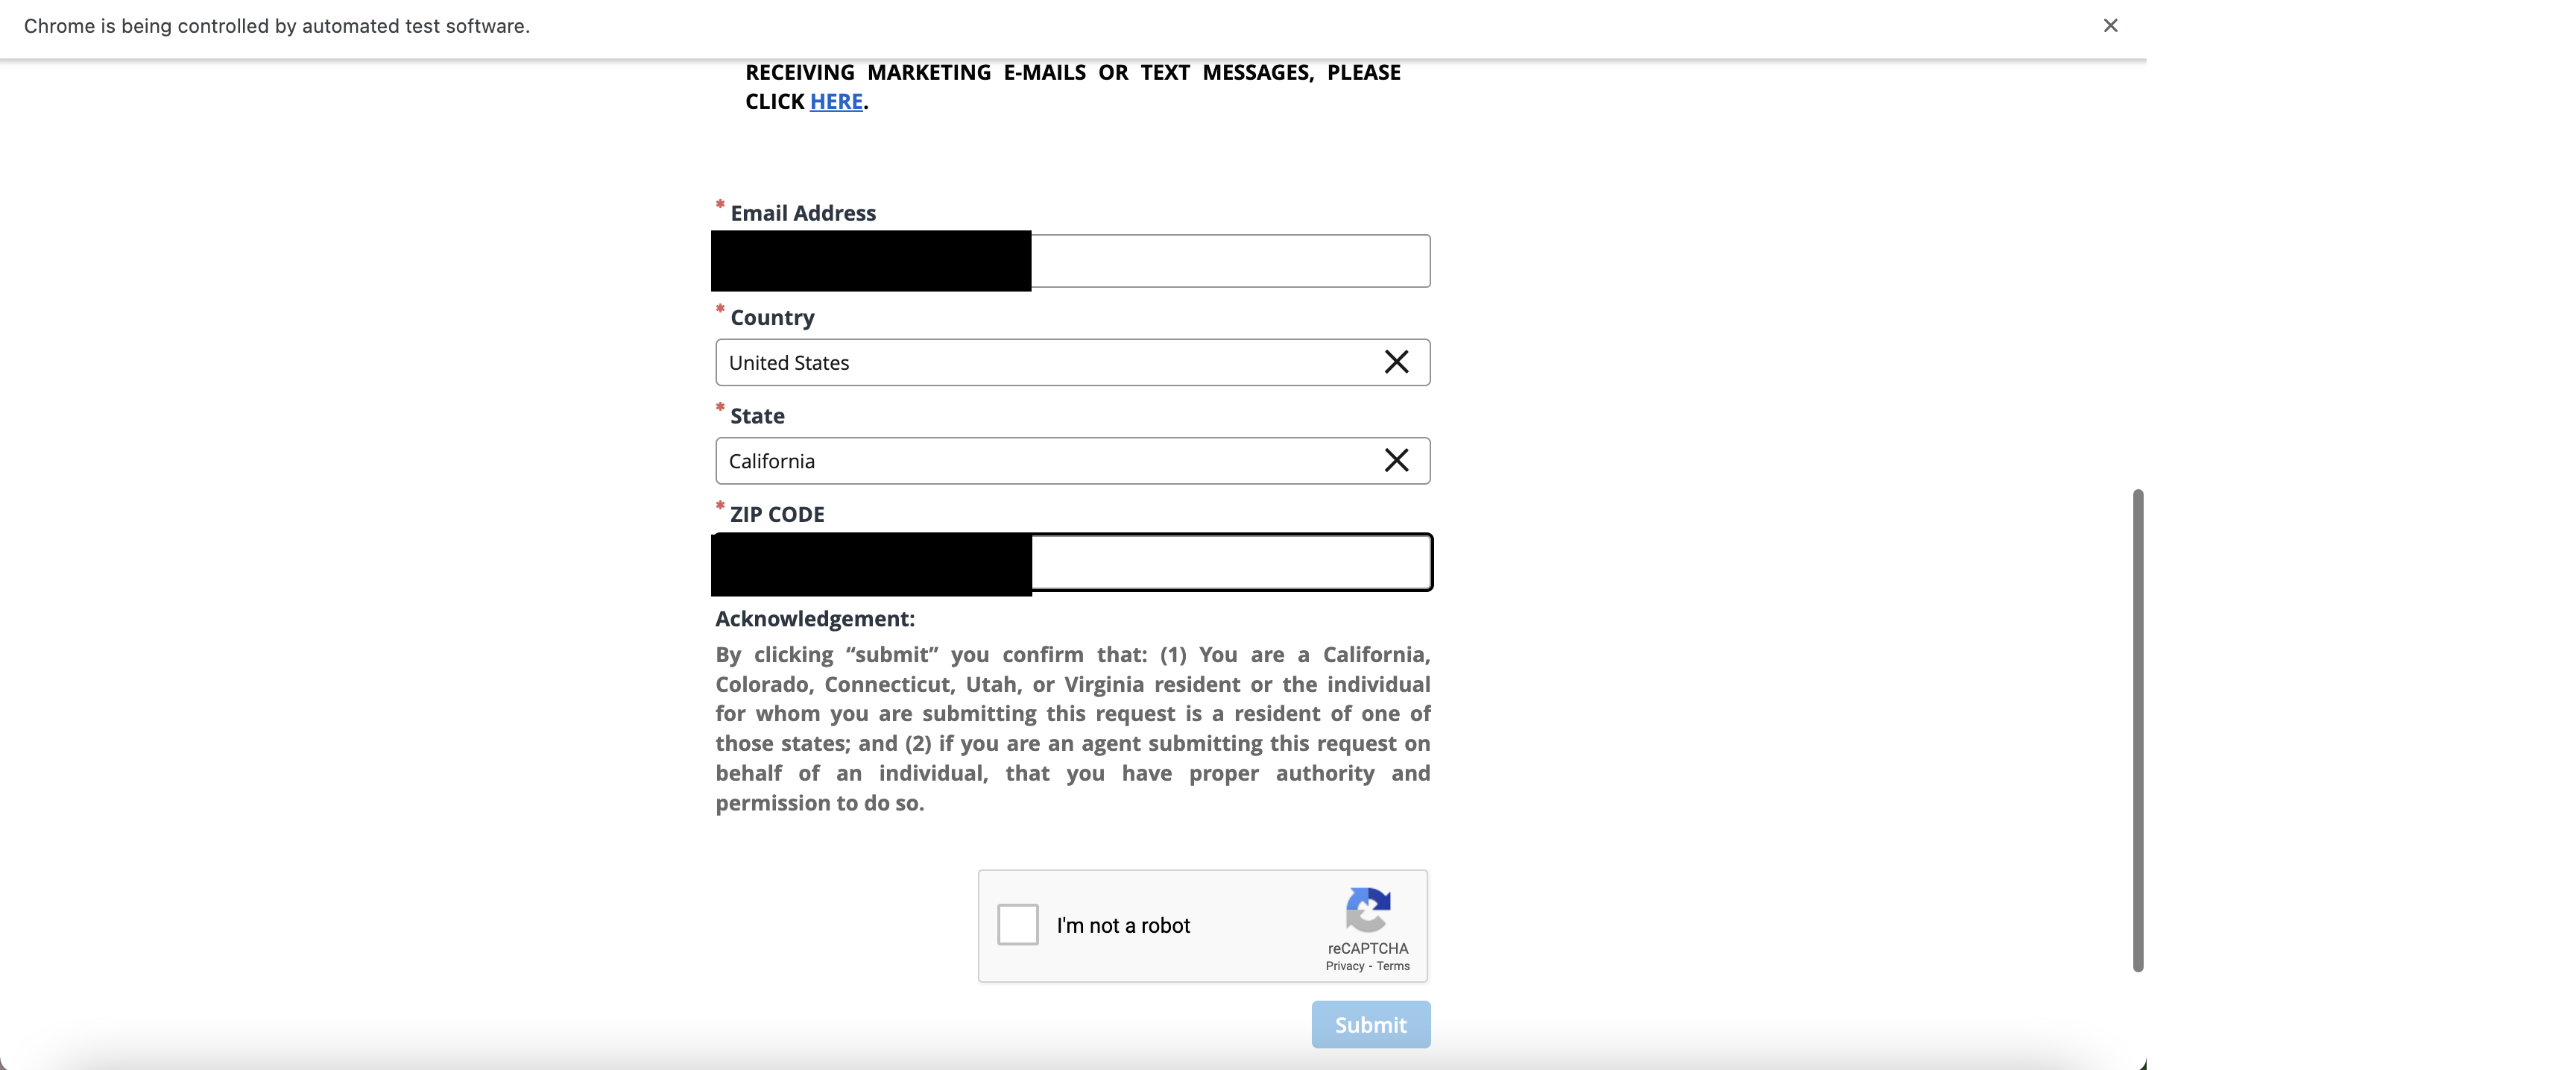 Chrome is being controlled by automated test software.
RECEIVING MARKETING E-MAILS OR TEXT MESSAGES, PLEASE
CLICK HERE.
* Email Address
* Country
United States
* State
California
* ZIP CODE
Acknowledgement:
By clicking “submit” you confirm that: (1) You are a California,
Colorado, Connecticut, Utah, or Virginia resident or the individual
for whom you are submitting this request is a resident of one of
those states; and (2) if you are an agent submitting this request on
behalf of an individual, that you have proper authority and
permission to do so.
I'm not a robot
reCAPTCHA
Privacy - Terms
Submit